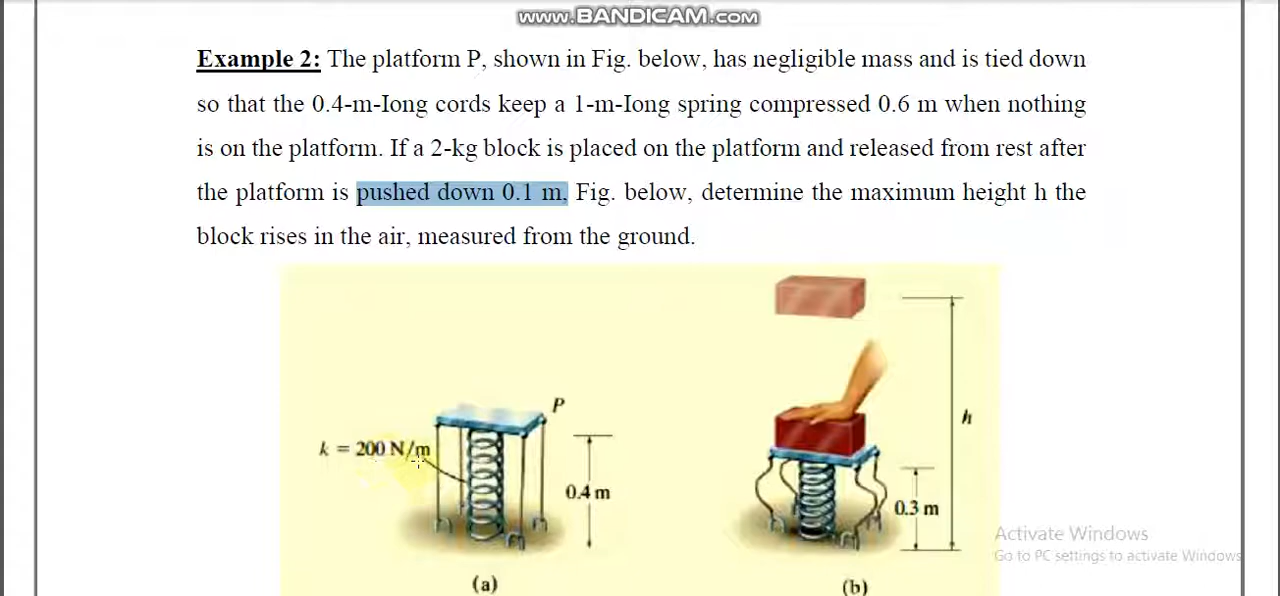 www.BANDICAM.com
Example 2: The platform P, shown in Fig. below, has negligible mass and is tied down
so that the 0.4-m-Iong cords keep a 1-m-Iong spring compressed 0.6 m when nothing
is on the platform. If a 2-kg block is placed on the platform and released from rest after
the platform is pushed down 0.1 m, Fig. below, determine the maximum height h the
block rises in the air, measured from the ground.
P
k = 200 N/m
0.4 m
(a)
h
0.3 m
(b)
Activate Windows
Go to PC settings to activate Windows